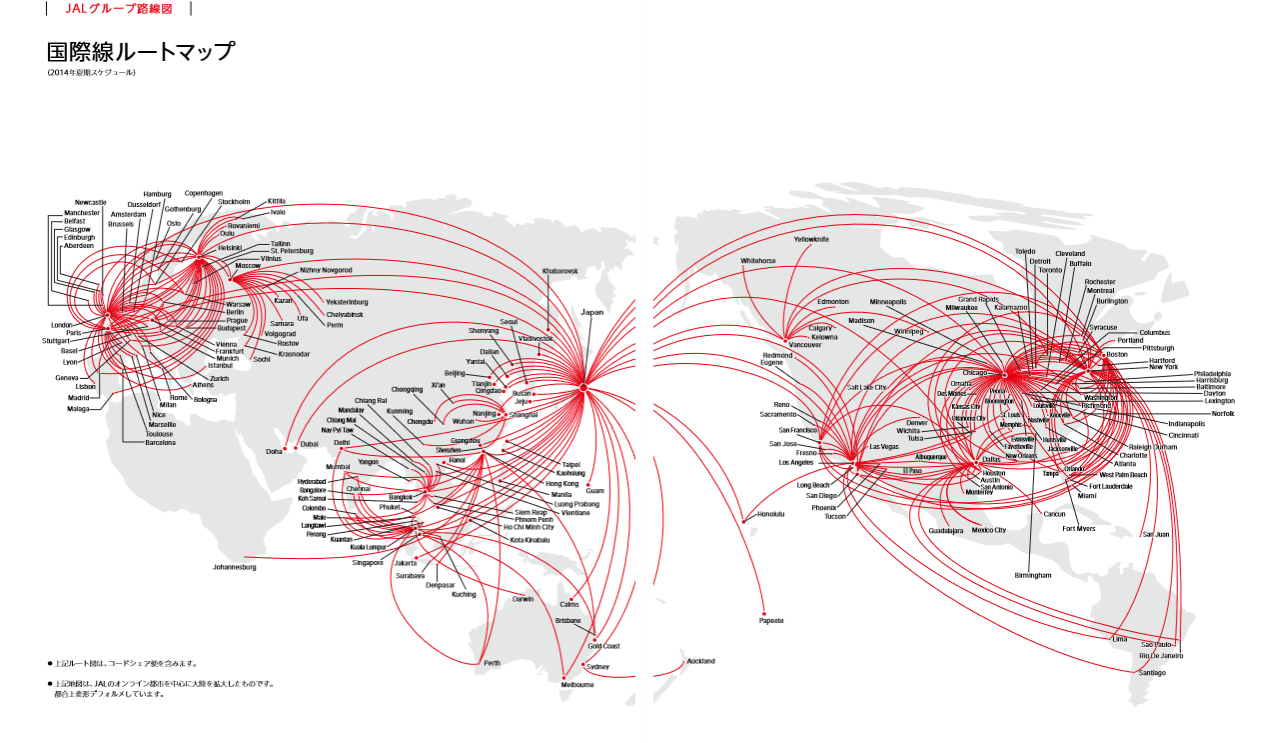 JALグループ路線図
国際線ルートマップ
(2014年夏期スケジュール)
Newcastle
Hamburg
Copenhagen
Manchester
Dusseldorf
Stockholm
Kittila
Belfast
Amsterdam
Gothenburg
Ivalo
Glasgow
Brussels
Oslo
Rovaniemi
Edinburgh
Oulu
Aberdeen
Helsinki
Tallinn
St. Petersburg
Vilnius
Moscow
Nizhny Novgorod
Kazan
Yekaterinburg
Chelyabinsk
Ufa
Perm
Samara
Volgograd
Rostov
Krasnodar
Sochi
Warsaw
Berlin
Prague
Budapest
Vienna
Frankfurt
Munich
Istanbul
Zurich
Athens
London
Paris
Stuttgart
Basel
Lyon
Geneva
Lisbon
Madrid
Malaga
Rome
Bologna
Milan
Nice
Marseille
Toulouse
Barcelona
Khabarovsk
Japan
Seoul
Shenyang
Vladivostok
Dalian
Yantai
Beijing
Tianjin
Qingdao
Busan
Jeju
Xi'an
Chongqing
Chiang Rai
Mandalay
Kunming
Chengdu
Wuhan
Nanjing
Shanghai
Chiang Mai
Nay Pyi Taw
Guangzhou
Shenzhen
Hanoi
Dubai
Doha
Delhi
Mumbai
Yangon
Hyderabad
Bangalore
Chennai
Koh Samui
Bangkok
Colombo
Phuket
Male
Langkawi
Penang
Kuantan
Kuala Lumpur
Singapore
Jakarta
Surabaya
Denpasar
Kuching
Taipei
Kaohsiung
Hong Kong
Guam
Manila
Luang Prabang
Vientiane
Siem Reap
Phnom Penh
Ho Chi Minh City
Kota Kinabalu
Johannesburg
Darwin
Cairns
Brisbane
Gold Coast
Sydney
Perth
Melbourne
Auckland
Yellowknife
Whitehorse
Edmonton
Minneapolis
Calgary
Kelowna
Vancouver
Redmond
Eugene
Madison
Winnipeg
Grand Rapids
Milwaukee
Kalamazoo
Toledo
Detroit
Toronto
Cleveland
Buffalo
Rochester
Montreal
Burlington
Syracuse
Columbus
Portland
Pittsburgh
Boston
Hartford
New York
Philadelphia
Harrisburg
Baltimore
Dayton
Lexington
Norfolk
Indianapolis
Cincinnati
Chicago
Salt Lake City
Omaha
Des Moines
Peoria
Bloomington
Kansas City
Louisville
Washington
Richmond
Reno
Sacramento
San Francisco
San Jose
Fresno
Los Angeles
Las Vegas
Denver
Wichita
Tulsa
Oklahoma City
St. Louis
Memphis
Nashville
Knoxville
Evansville
Fayetteville
Huntsville
Jacksonville
New Orleans
Raleigh Durham
Charlotte
Atlanta
Albuquerque
El Paso
Dallas
Houston
Austin
San Antonio
Monterrey
Tampa
Orlando
West Palm Beach
Fort Lauderdale
Miami
Long Beach
San Diego
Phoenix
Tucson
Honolulu
Guadalajara
Mexico City
Cancun
Fort Myers
San Juan
Birmingham
Papeete
Lima
Sao Paulo
Rio De Janeiro
Santiago
● 上記ルート図は、コードシェア便を含みます。
● 上記地図は、JALのオンライン都市を中心に大陸を拡大したものです。
都合上変形デフォルメしています。